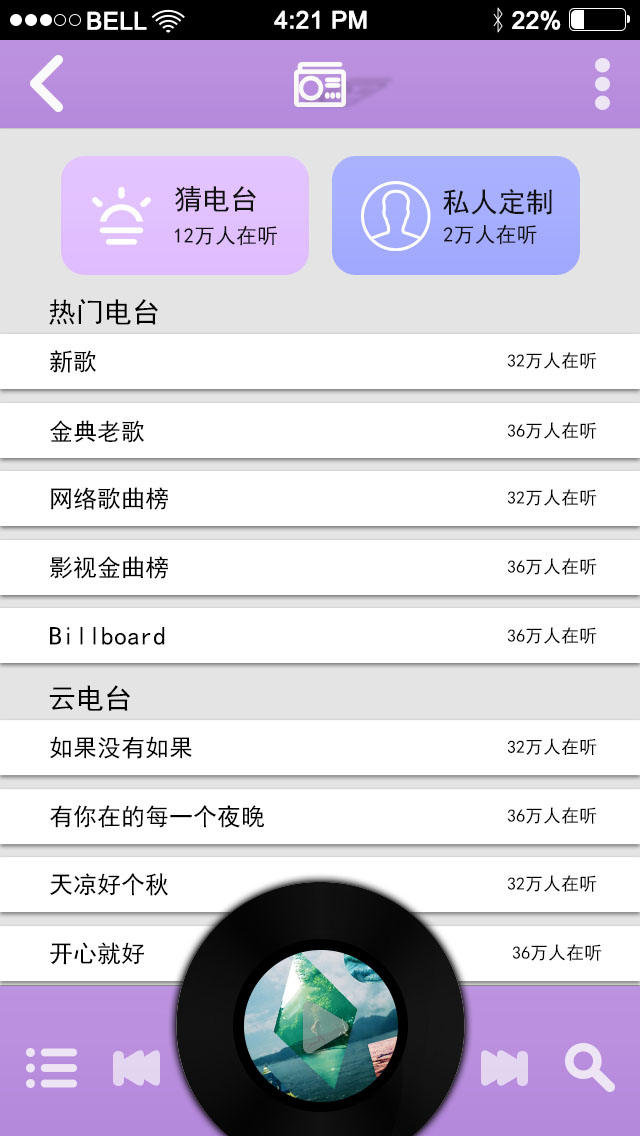 BELL 4:21 PM 22%
猜电台
12万人在听
私人定制
2万人在听
热门电台
新歌 32万人在听
金典老歌 36万人在听
网络歌曲榜 32万人在听
影视金曲榜 36万人在听
Billboard 36万人在听
云电台
如果没有如果 32万人在听
有你在的每一个夜晚 36万人在听
天凉好个秋 32万人在听
开心就好 36万人在听